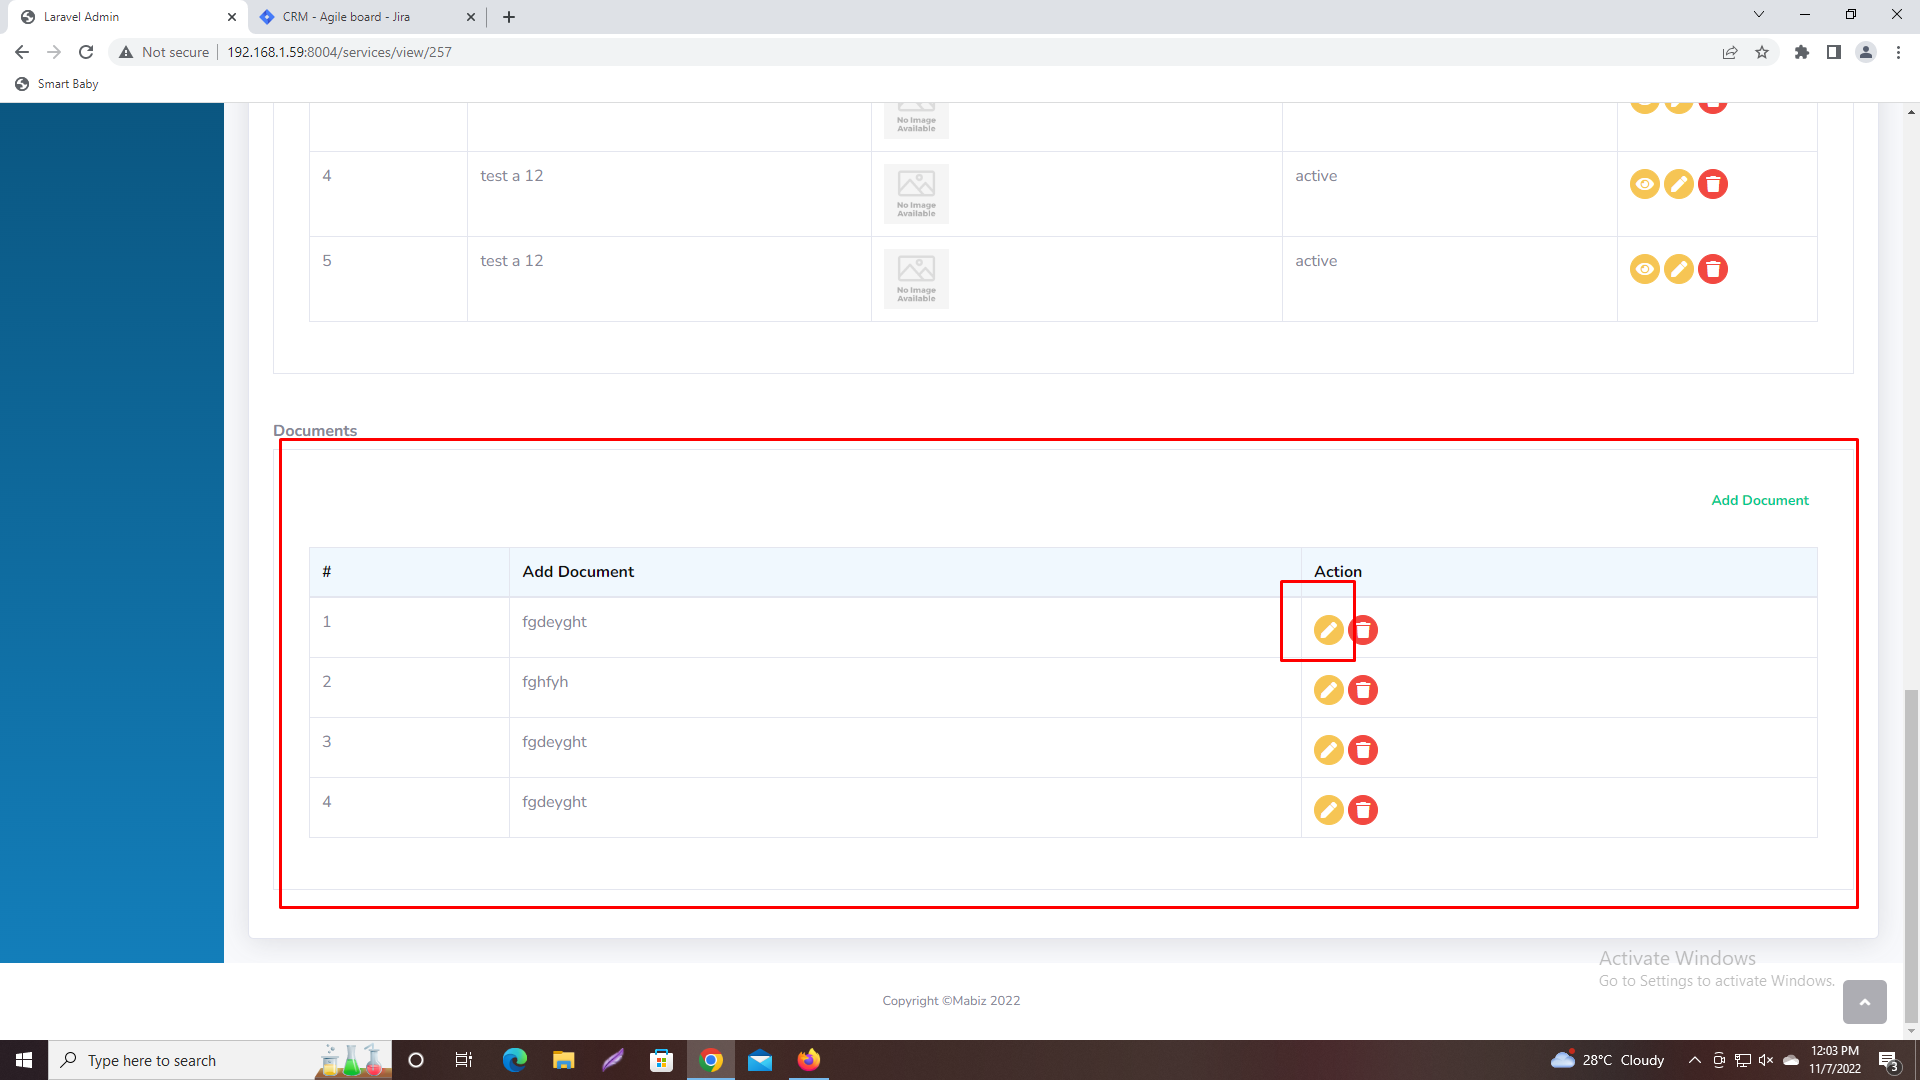 Laravel Admin
CRM - Agile board - Jira
Not secure
192.168.1.59:8004/services/view/257
Smart Baby
No Image
Available
4
test a 12
No Image
Available
active
5
test a 12
No Image
Available
active
Documents
Add Document
# Add Document Action
1 fgdeyght
2 fghfyh
3 fgdeyght
4 fgdeyght
Activate Windows
Go to Settings to activate Windows.
Copyright ©Mabiz 2022
Type here to search
28°C Cloudy
12:03 PM
11/7/2022
3